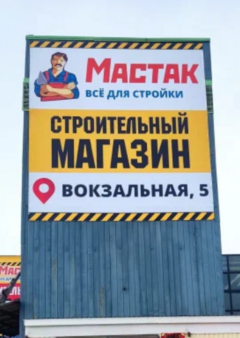 МАСТАК
ВСЁ ДЛЯ СТРОЙКИ
СТРОИТЕЛЬНЫЙ
МАГАЗИН
ВОКЗАЛЬНАЯ, 5